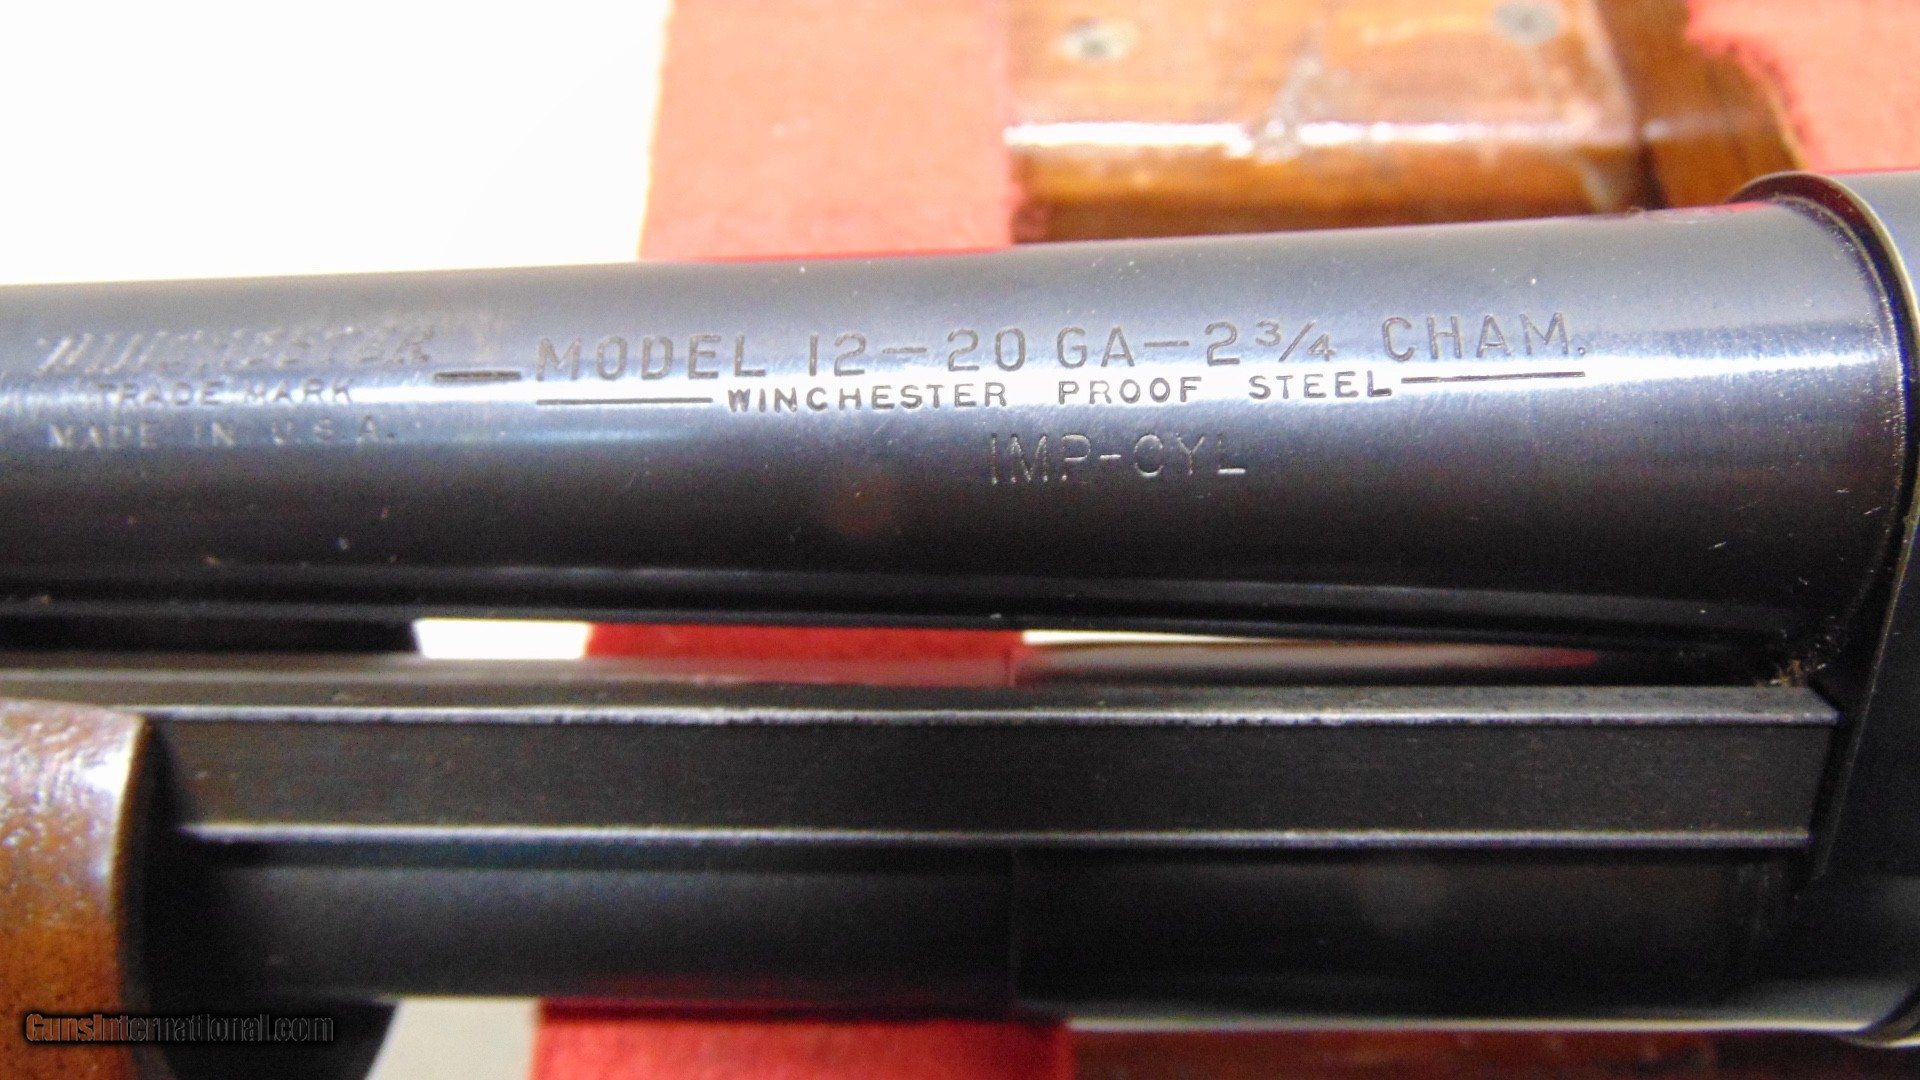 WINCHESTER
TRADE MARK
MADE IN U.S.A.
—MODEL 12—20 GA—2 3/4 CHAM.
—WINCHESTER PROOF STEEL—
IMP-CYL
GunsInternational.com